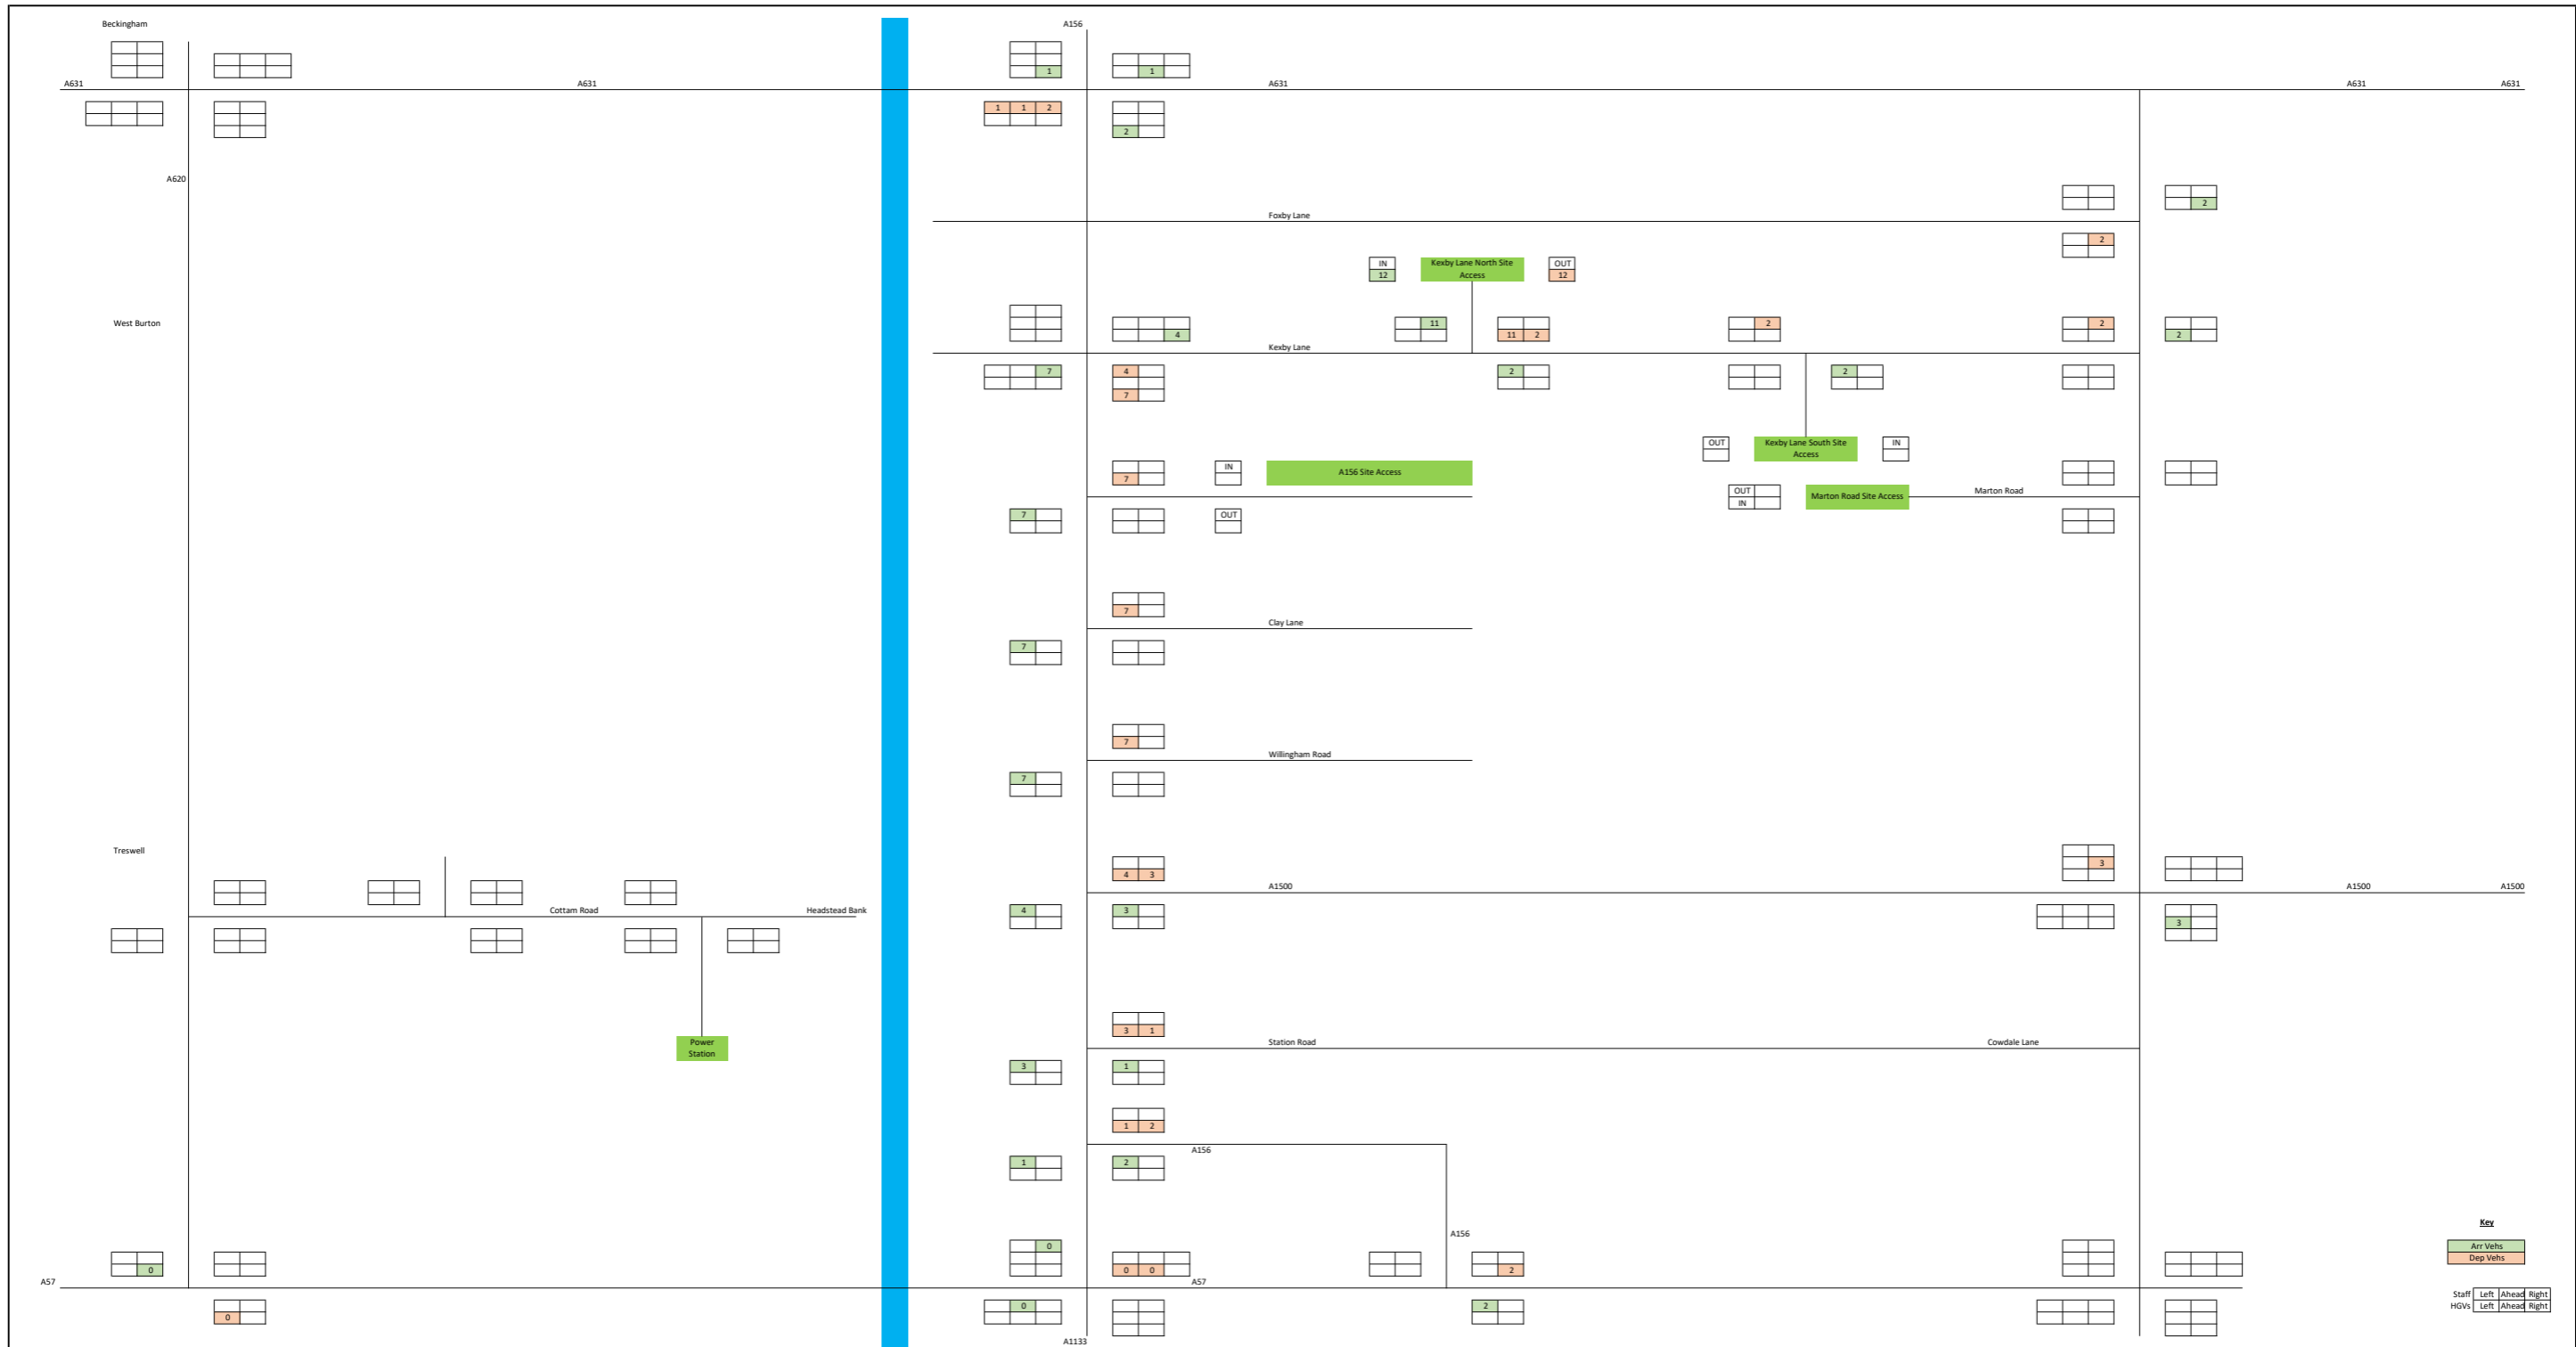 Beckingham
A156
1
1
A631
A631
A631
A631
A631
1 1 2
2
A620
2
Foxby Lane
2
IN
12
Kexby Lane North Site
Access
OUT
12
West Burton
4
11
11 2
2
2
2
Kexby Lane
7
4
7
2
2
OUT
Kexby Lane South Site
Access
IN
7
IN
A156 Site Access
OUT
IN
Marton Road Site Access
Marton Road
7
OUT
7
Clay Lane
7
7
Willingham Road
7
Treswell
4 3
3
A1500
A1500
A1500
Cottam Road
Headstead Bank
4
3
3
3 1
Power
Station
Station Road
Cowdale Lane
3
1
1 2
A156
1
2
A156
Key
Arr Vehs
Dep Vehs
0
0
0 0
2
A57
A57
0
0
2
Staff Left Ahead Right
HGVs Left Ahead Right
A1133